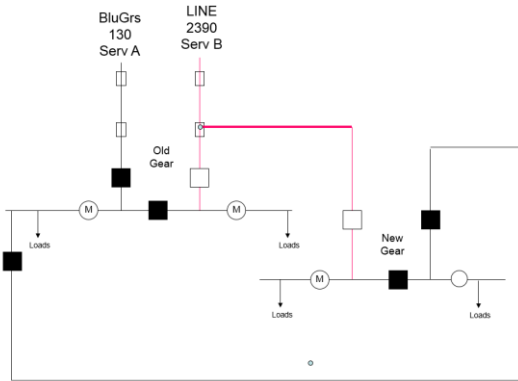 BluGrs
130
Serv A
LINE
2390
Serv B
Old
Gear
M
M
Loads
Loads
New
Gear
M
Loads
Loads